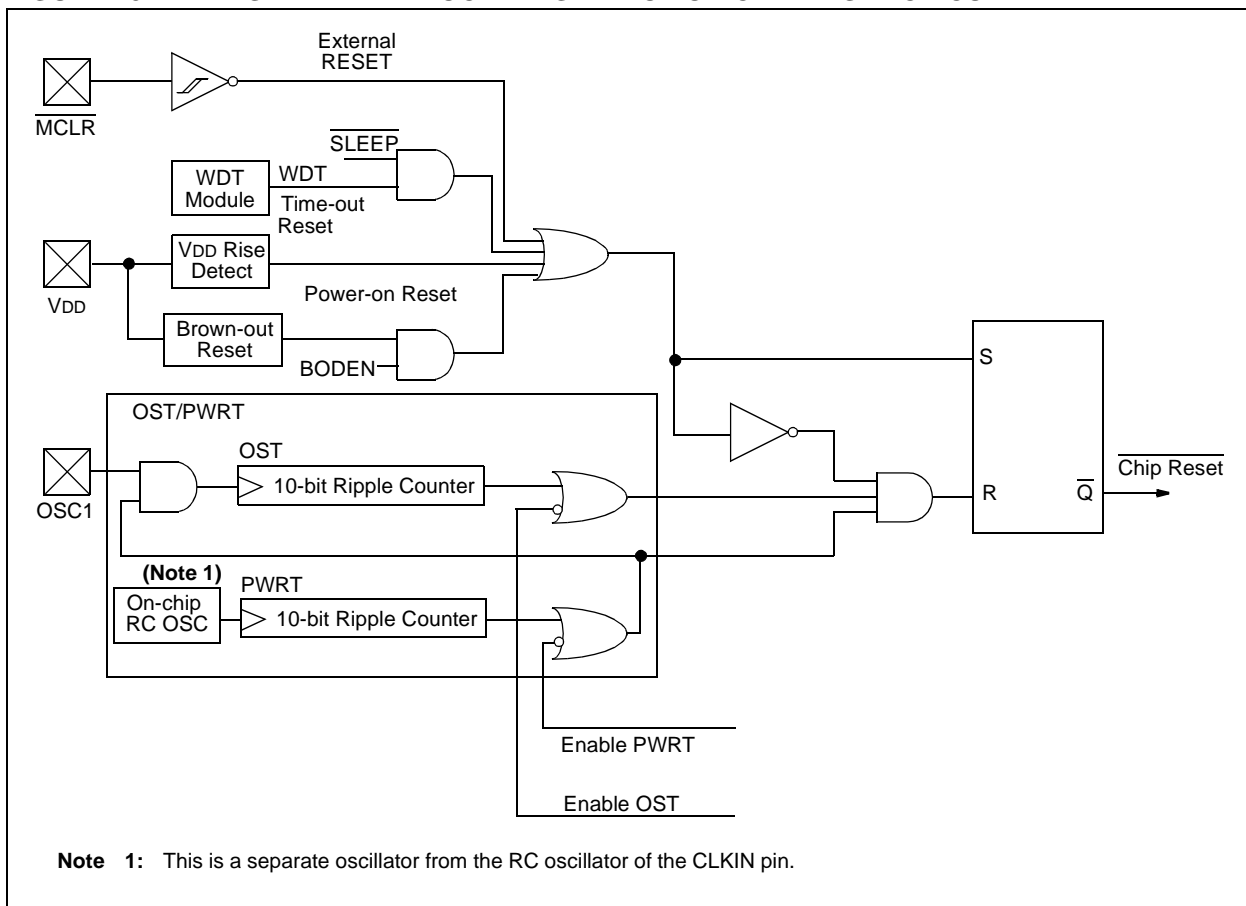 External
RESET
MCLR
SLEEP
WDT
Module
WDT
Time-out
Reset
VDD Rise
Detect
VDD
Power-on Reset
Brown-out
Reset
BODEN
OST/PWRT
OSC1
OST
10-bit Ripple Counter
(Note 1)
On-chip
RC OSC
PWRT
10-bit Ripple Counter
S
R
Q
Chip Reset
Enable PWRT
Enable OST
Note 1: This is a separate oscillator from the RC oscillator of the CLKIN pin.